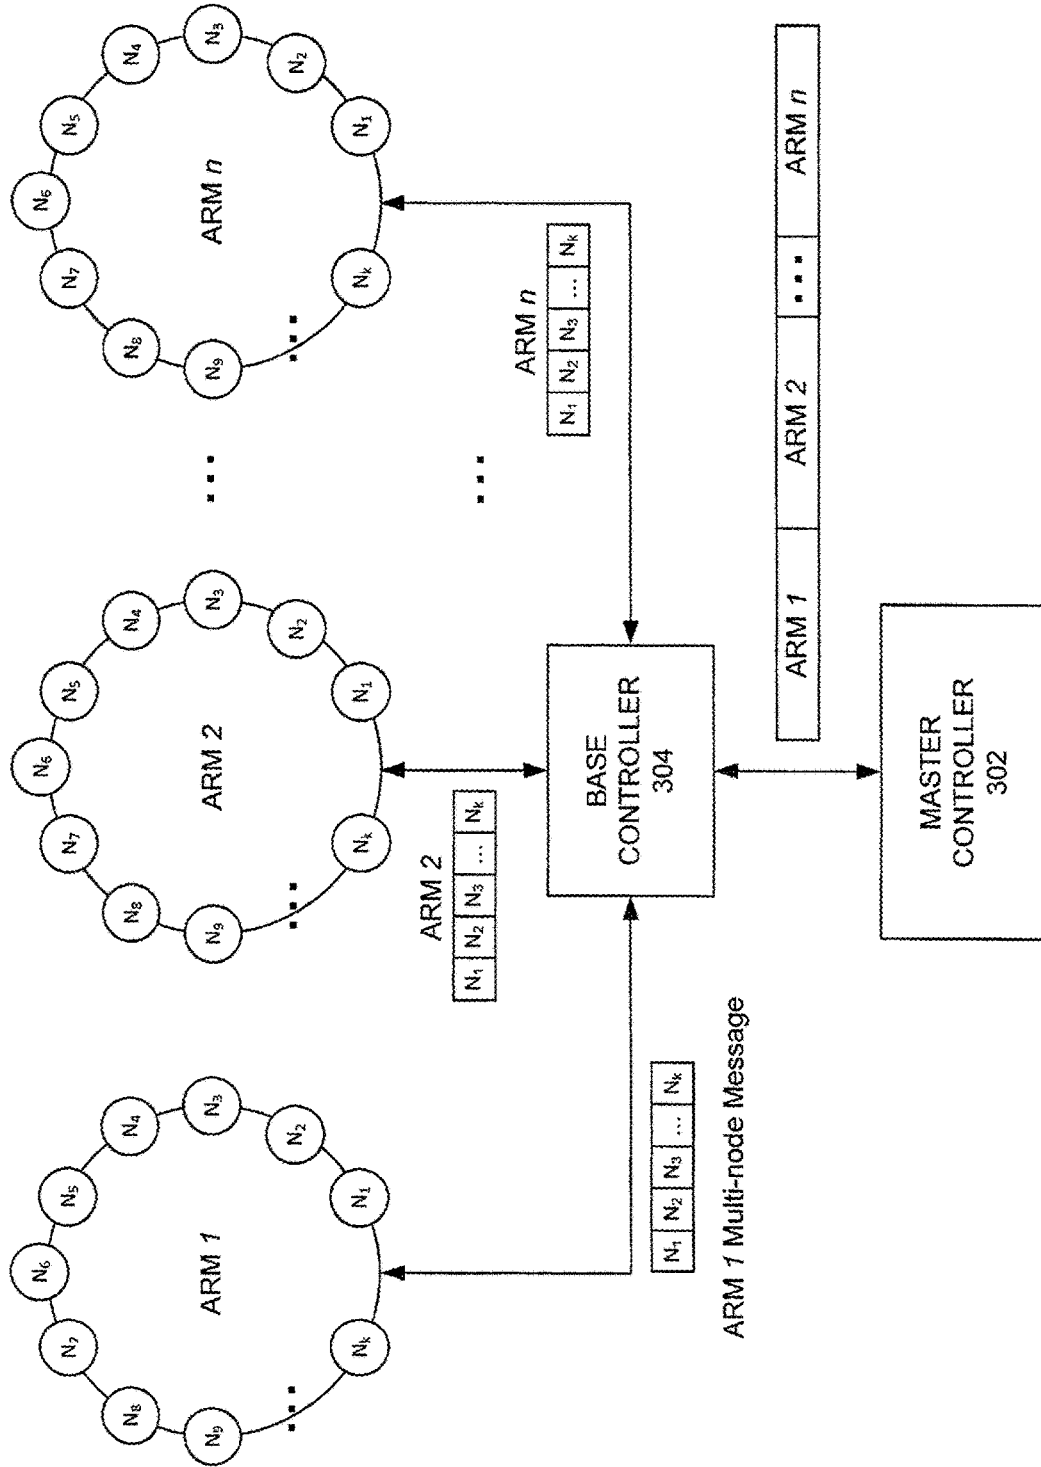 N₁
N₂
N₃
N₄
N₅
N₆
N₇
N₈
N₉
...
Nₖ
ARM 1
N₁
N₂
N₃
N₄
N₅
N₆
N₇
N₈
N₉
...
Nₖ
ARM 2
...
N₁
N₂
N₃
N₄
N₅
N₆
N₇
N₈
N₉
...
Nₖ
ARM n
N₁ N₂ N₃ ... Nₖ
ARM 1 Multi-node Message
ARM 2
N₁ N₂ N₃ ... Nₖ
...
ARM n
N₁ N₂ N₃ ... Nₖ
BASE
CONTROLLER
304
ARM 1 ARM 2 ... ARM n
MASTER
CONTROLLER
302